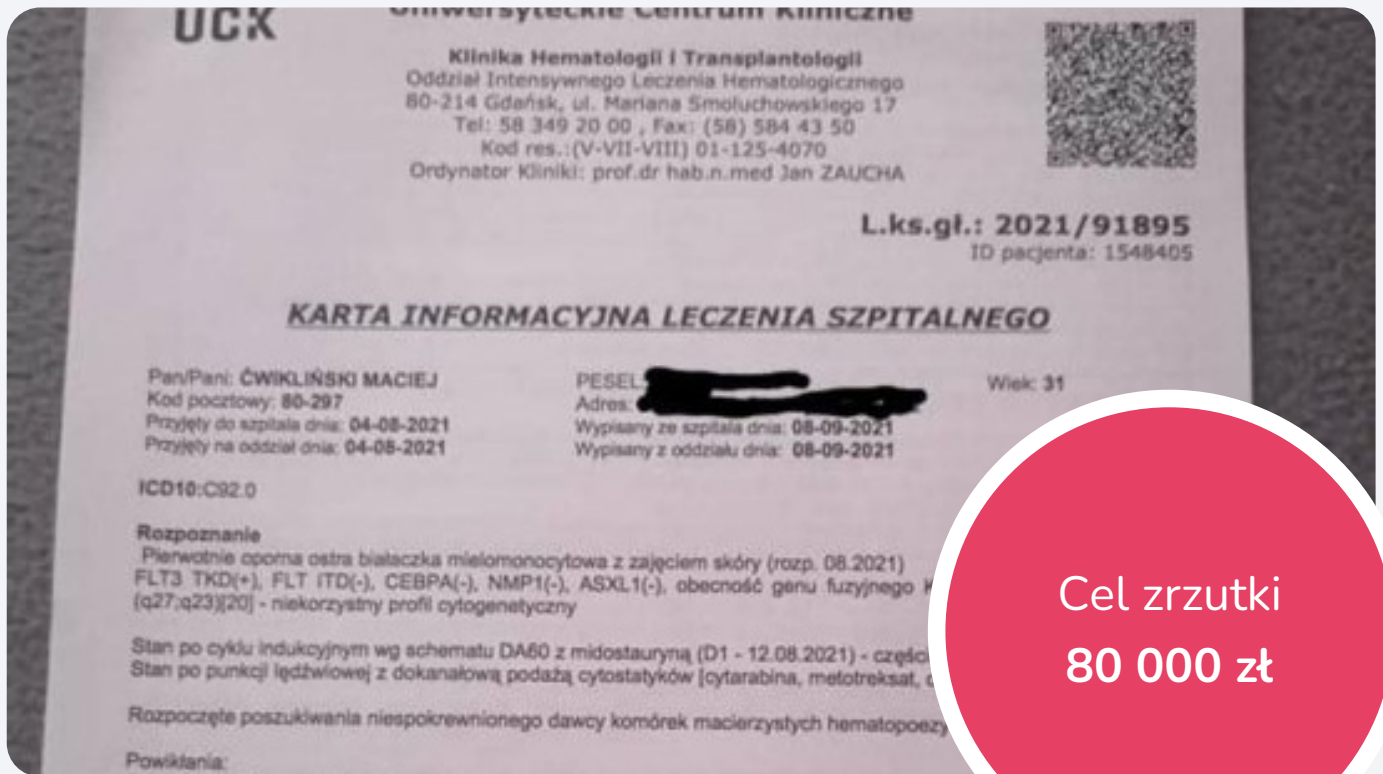 UCK
Uniwersyteckie Centrum Kliniczne
Klinika Hematologii i Transplantologii
Oddział Intensywnego Leczenia Hematologicznego
80-214 Gdańsk, ul. Mariana Smoluchowskiego 17
Tel: 58 349 20 00 , Fax: (58) 584 43 50
Kod res.:(V-VII-VIII) 01-125-4070
Ordynator Kliniki: prof.dr hab.n.med Jan ZAUCHA
L.ks.gł.: 2021/91895
ID pacjenta: 1548405
KARTA INFORMACYJNA LECZENIA SZPITALNEGO
Pan/Pani: ĆWIKLIŃSKI MACIEJ PESEL: Wiek: 31
Kod pocztowy: 80-297 Adres:
Przyjęty do szpitala dnia: 04-08-2021 Wypisany ze szpitala dnia: 08-09-2021
Przyjęty na oddział dnia: 04-08-2021 Wypisany z oddziału dnia: 08-09-2021
ICD10:C92.0
Rozpoznanie
Pierwotnie oporna ostra białaczka mielomonocytowa z zajęciem skóry (rozp. 08.2021)
FLT3 TKD(+), FLT ITD(-), CEBPA(-), NMP1(-), ASXL1(-), obecność genu fuzyjnego
(q27;q23)[20] - niekorzystny profil cytogenetyczny
Stan po cyklu indukcyjnym wg schematu DA60 z midostauryną (D1 - 12.08.2021) -
Stan po punkcji lędźwiowej z dokanałową podażą cytostatyków [cytarabina, metotreksat,
Rozpoczęte poszukiwania niespokrewnionego dawcy komórek macierzystych
Powikłania:
Cel zrzutki
80 000 zł